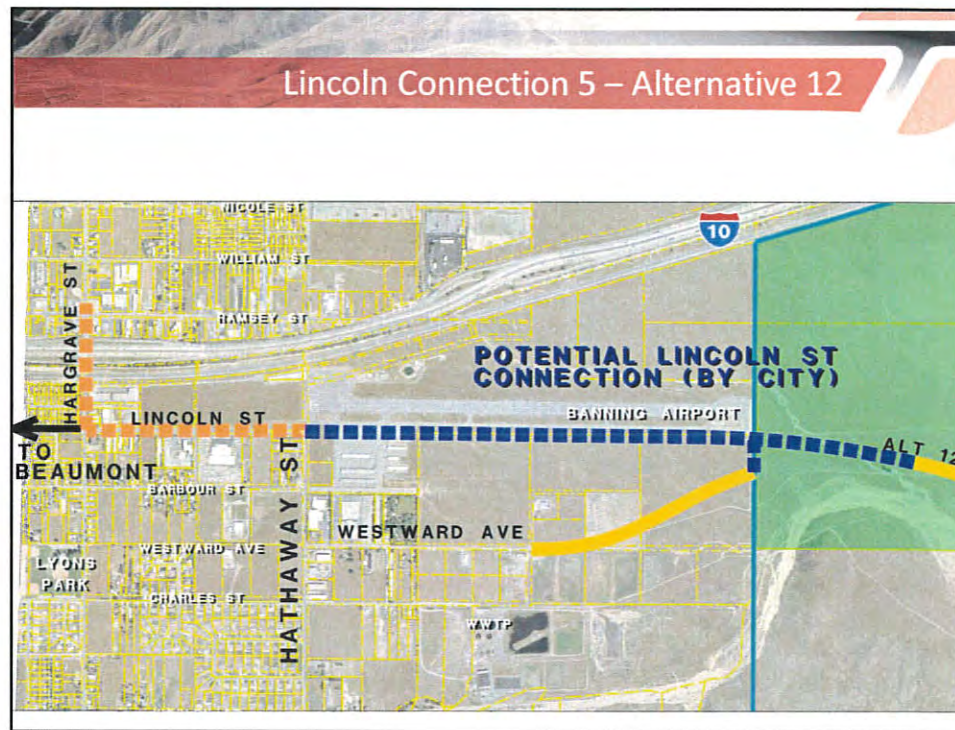 Lincoln Connection 5 – Alternative 12
NICOLE ST
10
WILLIAM ST
HARGRAVE ST
RAMSEY ST
POTENTIAL LINCOLN ST
CONNECTION (BY CITY)
LINCOLN ST
BANNING AIRPORT
TO
BEAUMONT
ALT 12
BARBOUR ST
HATHAWAY ST
WESTWARD AVE
WESTWARD AVE
LYONS
PARK
CHARLES ST
WWTP